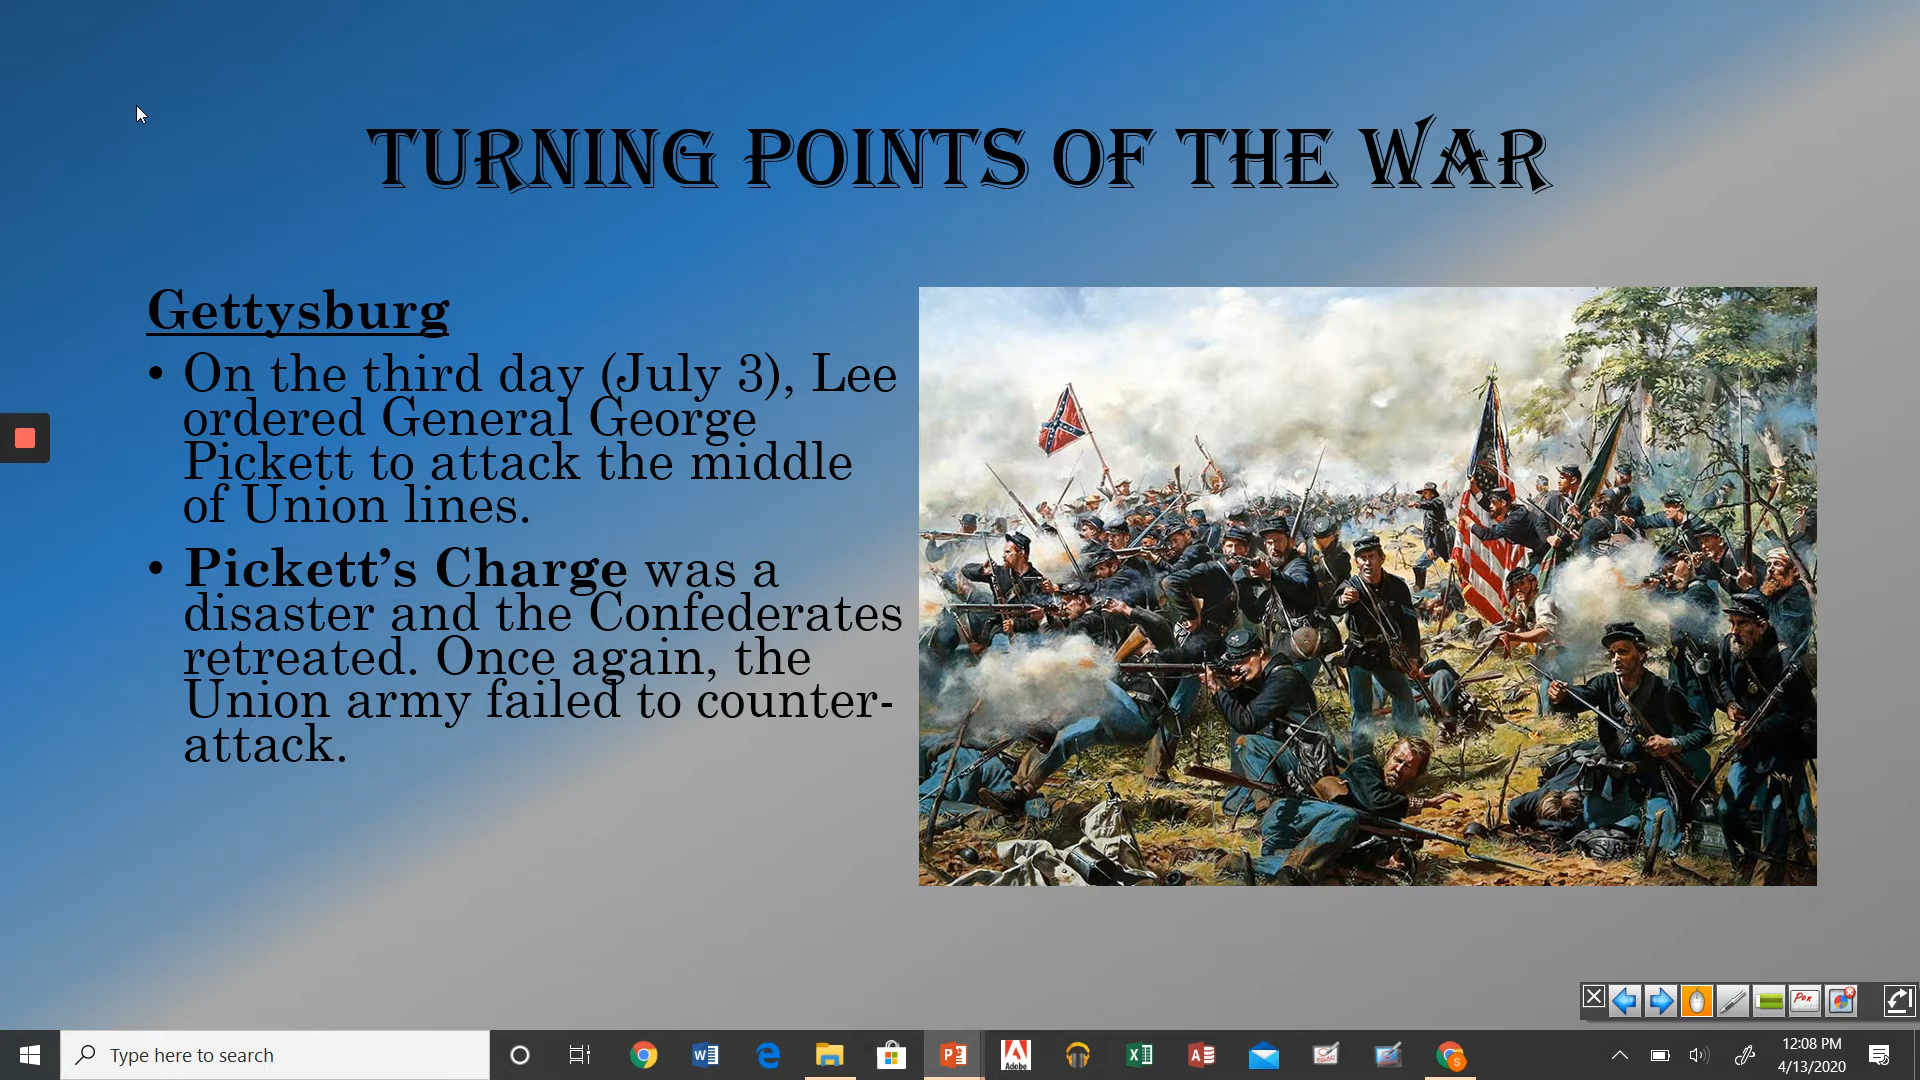 TURNING POINTS OF THE WAR
Gettysburg
• On the third day (July 3), Lee
ordered General George
Pickett to attack the middle
of Union lines.
• Pickett’s Charge was a
disaster and the Confederates
retreated. Once again, the
Union army failed to counter-
attack.
Pen
Type here to search
Adobe
12:08 PM
4/13/2020